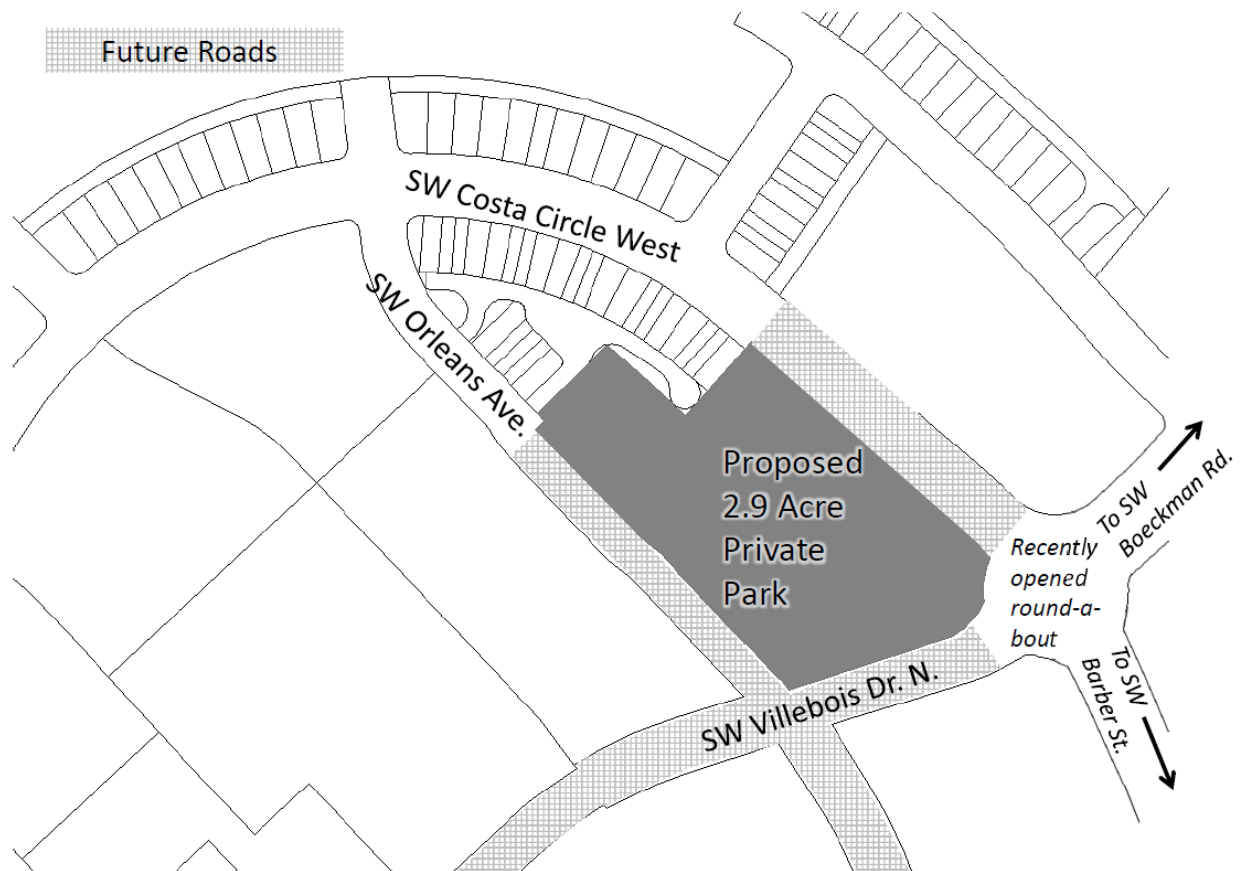 Future Roads
SW Costa Circle West
SW Orleans Ave.
Proposed
2.9 Acre
Private
Park
To SW
Boeckman Rd.
Recently
opened
round-a-
bout
To SW
Barber St.
SW Villebois Dr. N.